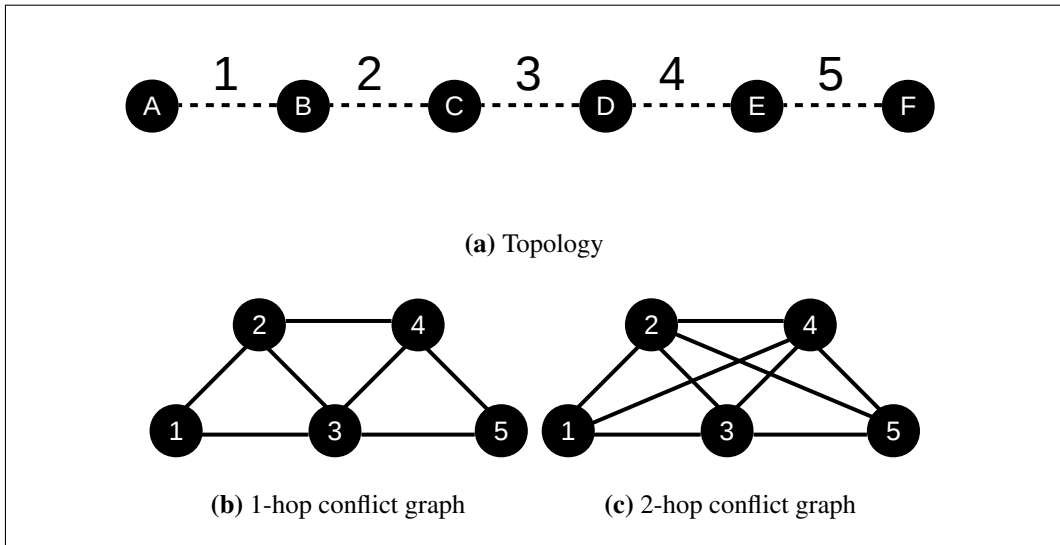 1 2 3 4 5
A B C D E F
(a) Topology
2 4 2 4
1 3 5 1 3 5
(b) 1-hop conflict graph (c) 2-hop conflict graph